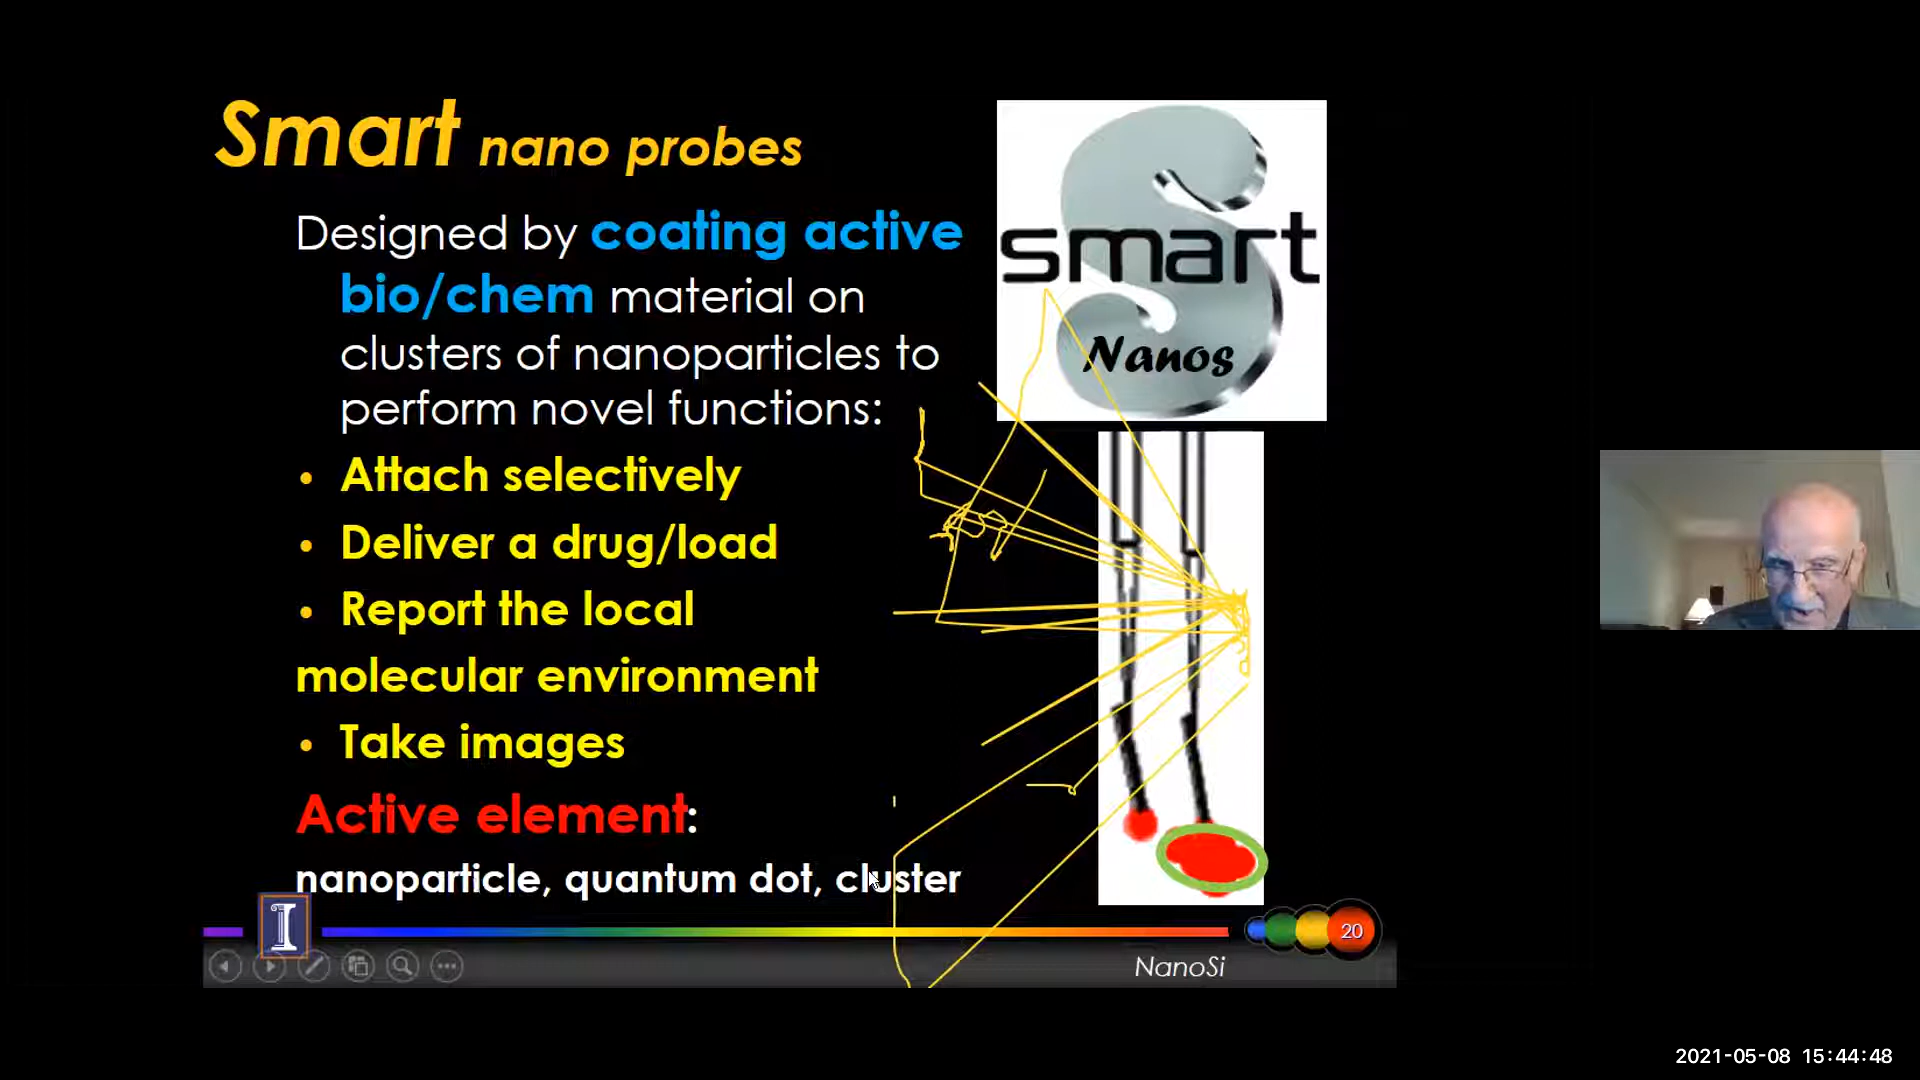 Smart nano probes
Designed by coating active
bio/chem material on
clusters of nanoparticles to
perform novel functions:
• Attach selectively
• Deliver a drug/load
• Report the local
molecular environment
• Take images
Active element:
nanoparticle, quantum dot, cluster
smart
Nanos
I
20
NanoSi
2021-05-08 15:44:48